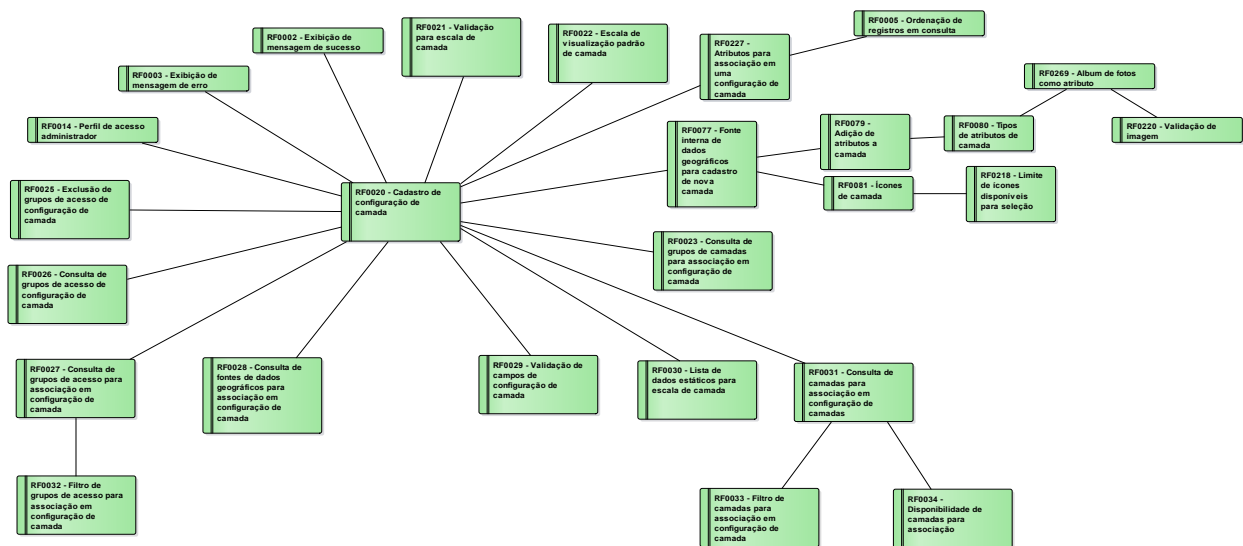 RF0002 - Exibição de
mensagem de sucesso
RF0021 - Validação
para escala de
camada
RF0022 - Escala de
visualização padrão
de camada
RF0227 -
Atributos para
associação em
uma
configuração de
camada
RF0005 - Ordenação de
registros em consulta
RF0003 - Exibição de
mensagem de erro
RF0269 - Album de fotos
como atributo
RF0014 - Perfil de acesso
administrador
RF0077 - Fonte
interna de
dados
geográficos
para cadastro
de nova
camada
RF0079 -
Adição de
atributos a
camada
RF0080 - Tipos
de atributos de
camada
RF0220 - Validação de
imagem
RF0025 - Exclusão de
grupos de acesso de
configuração de
camada
RF0020 - Cadastro de
configuração de
camada
RF0081 - Ícones
de camada
RF0218 - Limite
de ícones
disponíveis
para seleção
RF0026 - Consulta de
grupos de acesso de
configuração de
camada
RF0023 - Consulta de
grupos de camadas
para associação em
configuração de
camada
RF0027 - Consulta de
grupos de acesso para
associação em
configuração de
camada
RF0028 - Consulta de
fontes de dados
geográficos para
associação em
configuração de
camada
RF0029 - Validação de
campos de
configuração de
camada
RF0030 - Lista de
dados estáticos para
escala de camada
RF0031 - Consulta de
camadas para
associação em
configuração de
camadas
RF0032 - Filtro de
grupos de acesso para
associação em
configuração de
camada
RF0033 - Filtro de
camadas para
associação em
configuração de
camada
RF0034 -
Disponibilidade de
camadas para
associação